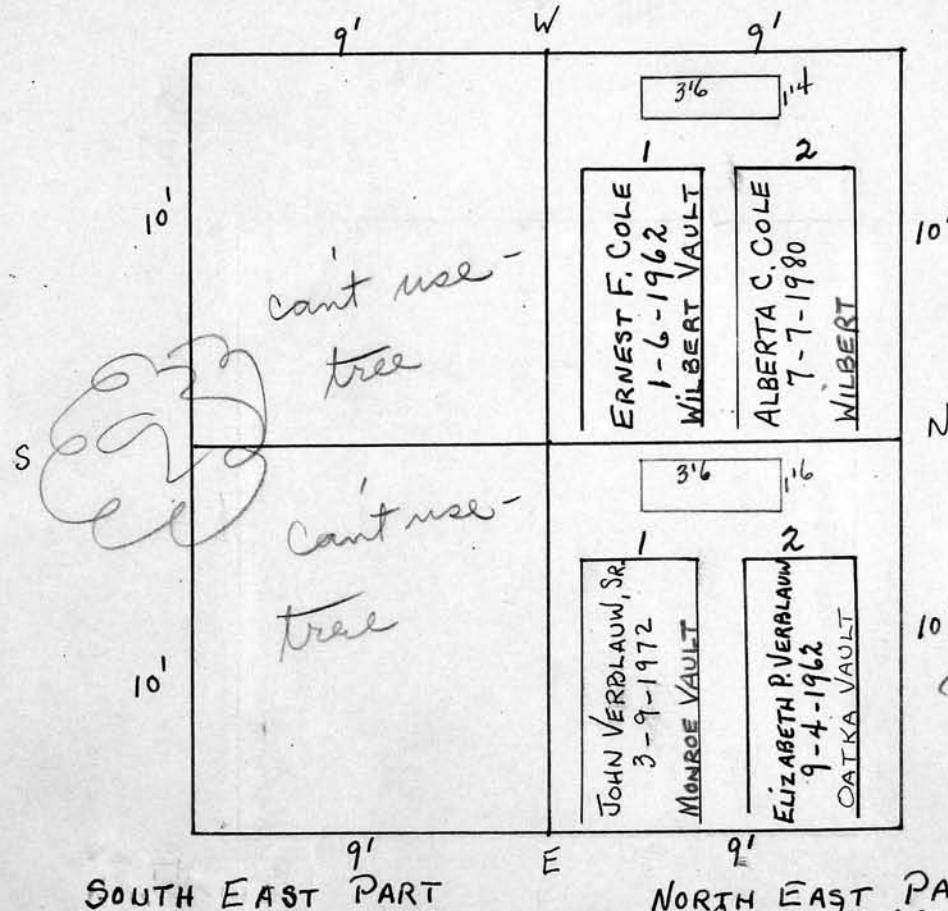 W
9'
9'
3'6
1'4
10'
can't use -
tree
1
ERNEST F. COLE
1-6-1962
WILBERT VAULT
2
ALBERTA C. COLE
7-7-1980
WILBERT
10'
S
N
3'6
1'6
can't use -
tree
10'
1
JOHN VERBLAUW, SR.
3-9-1972
MONROE VAULT
2
ELIZABETH P. VERBLAUW
9-4-1962
OATKA VAULT
10
9'
E
9'
SOUTH EAST PART
NORTH EAST PA